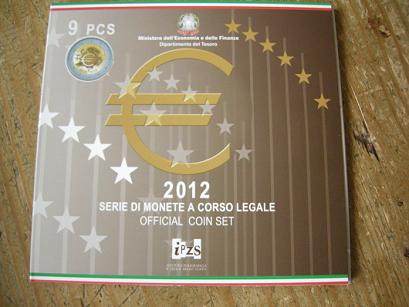 9 PCS
Ministero dell'Economia e delle Finanze
Dipartimento del Tesoro
2012
SERIE DI MONETE A CORSO LEGALE
OFFICIAL COIN SET
iPZS